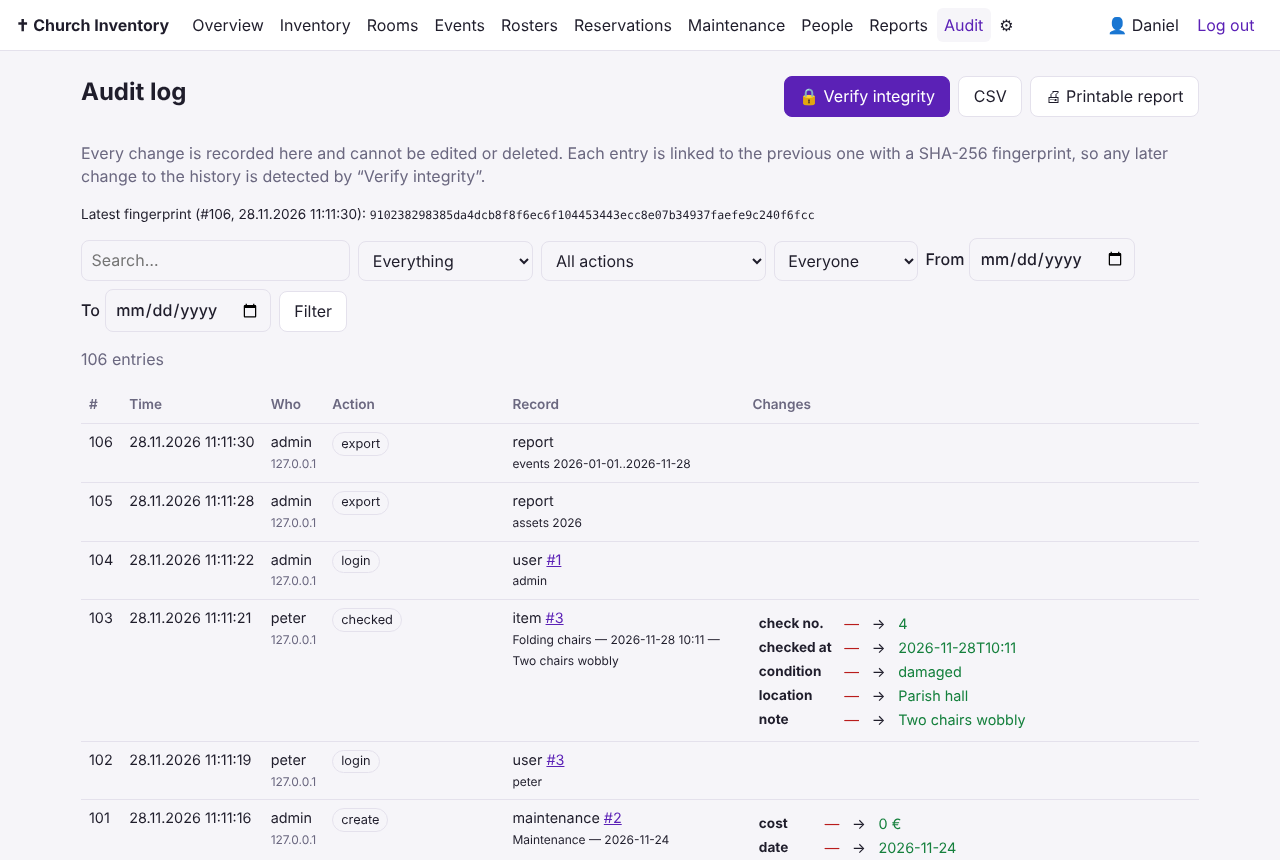 ✝ Church Inventory Overview Inventory Rooms Events Rosters Reservations Maintenance People Reports Audit ⚙ 👤 Daniel Log out
Audit log 🔒 Verify integrity CSV 🖨 Printable report
Every change is recorded here and cannot be edited or deleted. Each entry is linked to the previous one with a SHA-256 fingerprint, so any later
change to the history is detected by “Verify integrity”.
Latest fingerprint (#106, 28.11.2026 11:11:30): 910238298385da4dcb8f8f6ec6f104453443ecc8e07b34937faefe9c240f6fcc
Search... Everything All actions Everyone From mm/dd/yyyy
To mm/dd/yyyy Filter
106 entries
# Time Who Action Record Changes
106 28.11.2026 11:11:30 admin export report
127.0.0.1 events 2026-01-01..2026-11-28
105 28.11.2026 11:11:28 admin export report
127.0.0.1 assets 2026
104 28.11.2026 11:11:22 admin login user #1
127.0.0.1 admin
103 28.11.2026 11:11:21 peter checked item #3 check no. — → 4
127.0.0.1 Folding chairs — 2026-11-28 10:11 — checked at — → 2026-11-28T10:11
Two chairs wobbly condition — → damaged
location — → Parish hall
note — → Two chairs wobbly
102 28.11.2026 11:11:19 peter login user #3
127.0.0.1 peter
101 28.11.2026 11:11:16 admin create maintenance #2 cost — → 0 €
127.0.0.1 Maintenance — 2026-11-24 date — → 2026-11-24